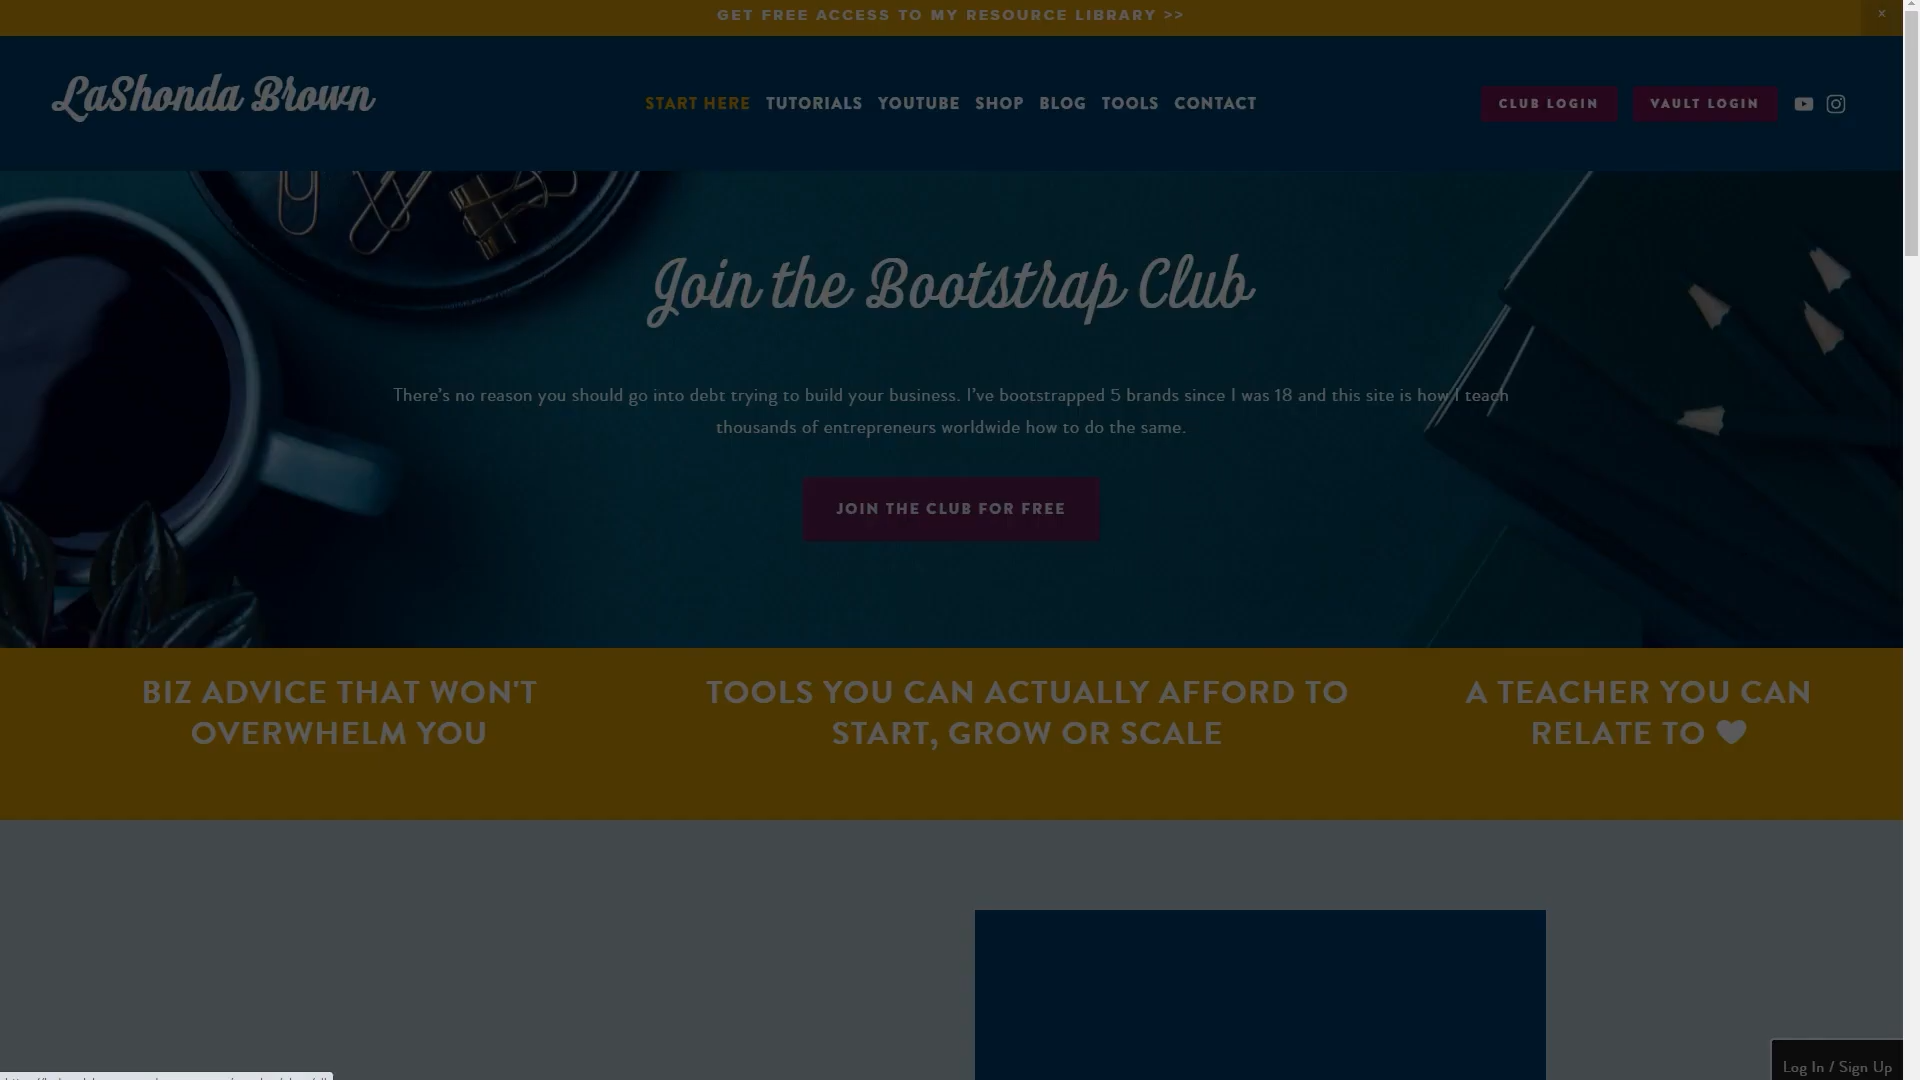 GET FREE ACCESS TO MY RESOURCE LIBRARY >>
x
LaShonda Brown
START HERE TUTORIALS YOUTUBE SHOP BLOG TOOLS CONTACT
CLUB LOGIN VAULT LOGIN
Join the Bootstrap Club
There's no reason you should go into debt trying to build your business. I've bootstrapped 5 brands since I was 18 and this site is how I teach
thousands of entrepreneurs worldwide how to do the same.
JOIN THE CLUB FOR FREE
BIZ ADVICE THAT WON'T
OVERWHELM YOU
TOOLS YOU CAN ACTUALLY AFFORD TO
START, GROW OR SCALE
A TEACHER YOU CAN
RELATE TO ♥
Log In / Sign Up